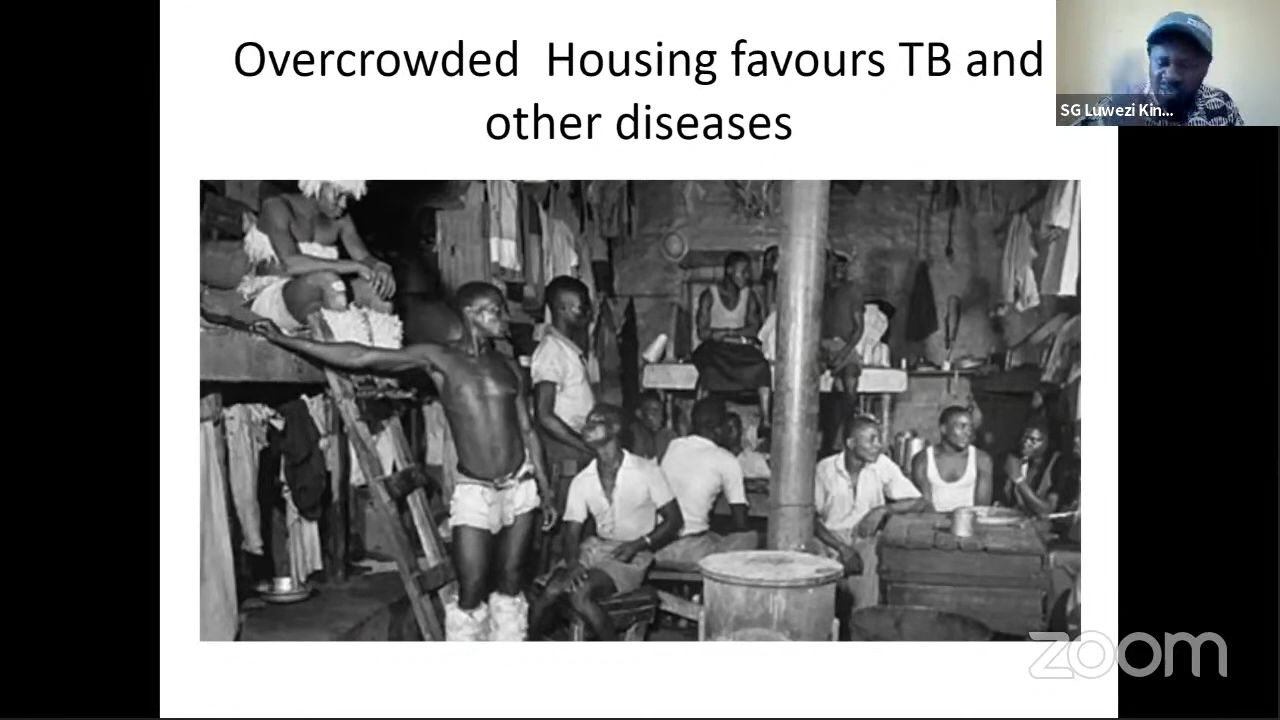 Overcrowded  Housing favours TB and
other diseases
SG Luwezi Kin...
zoom